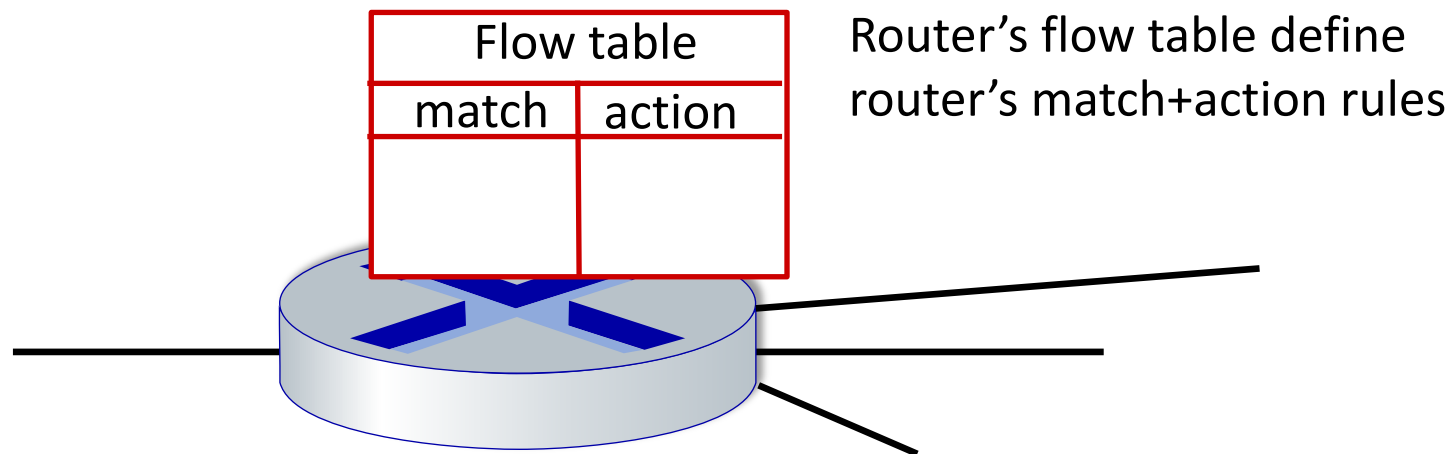 Flow table
match action
Router’s flow table define
router’s match+action rules